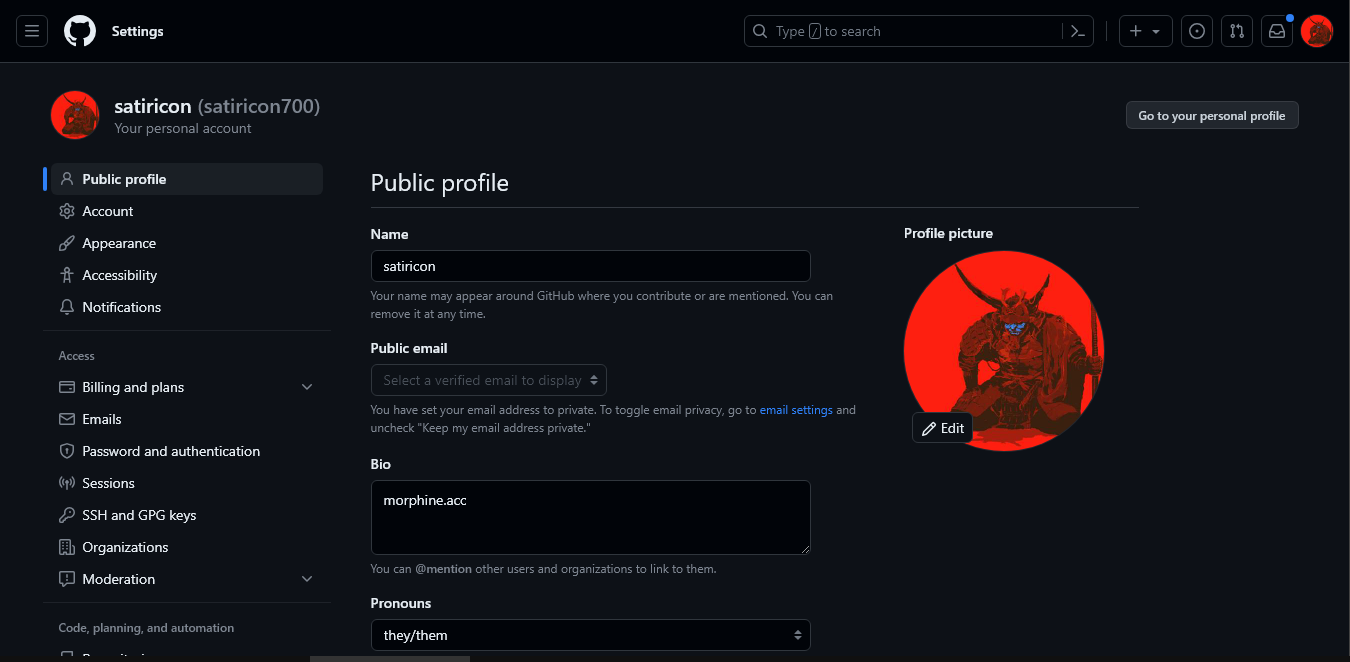 Settings
Type / to search
satiricon (satiricon700)
Your personal account
Go to your personal profile
Public profile
Account
Appearance
Accessibility
Notifications
Access
Billing and plans
Emails
Password and authentication
Sessions
SSH and GPG keys
Organizations
Moderation
Code, planning, and automation
Public profile
Name
satiricon
Your name may appear around GitHub where you contribute or are mentioned. You can
remove it at any time.
Public email
Select a verified email to display
You have set your email address to private. To toggle email privacy, go to email settings and
uncheck "Keep my email address private."
Bio
morphine.acc
You can @mention other users and organizations to link to them.
Pronouns
they/them
Profile picture
Edit